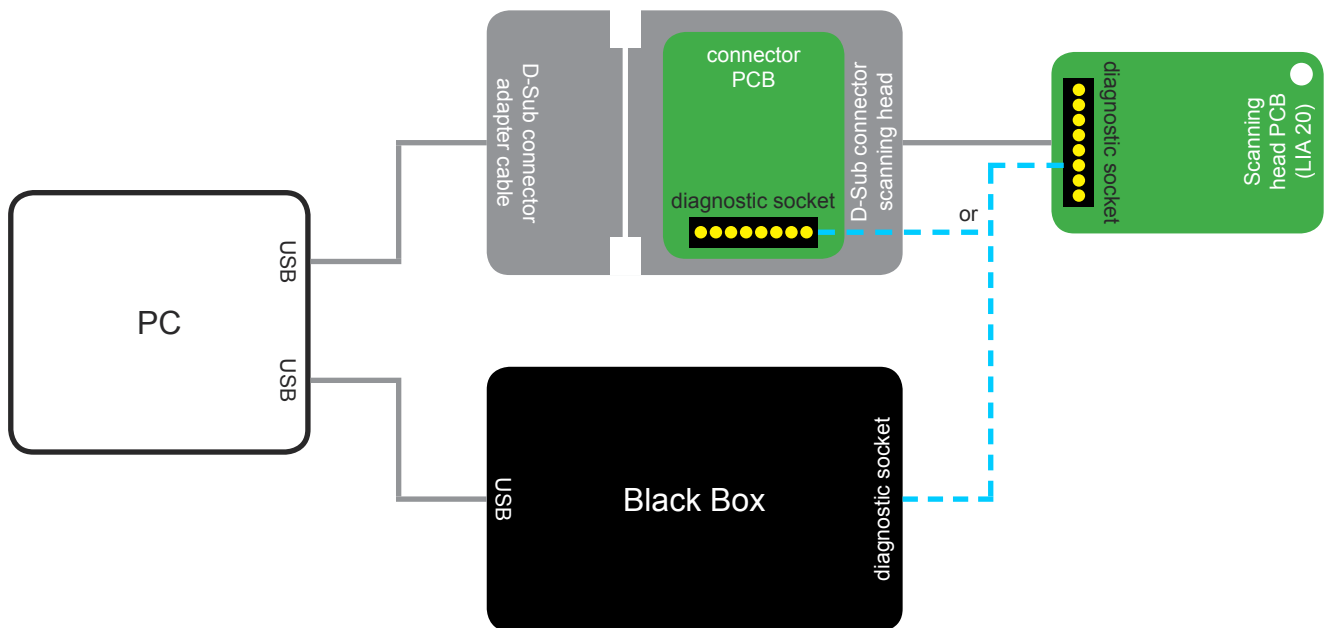 PC
USB
USB
D-Sub connector
adapter cable
connector
PCB
diagnostic socket
D-Sub connector
scanning head
or
diagnostic socket
Scanning
head PCB
(LIA 20)
USB
Black Box
diagnostic socket